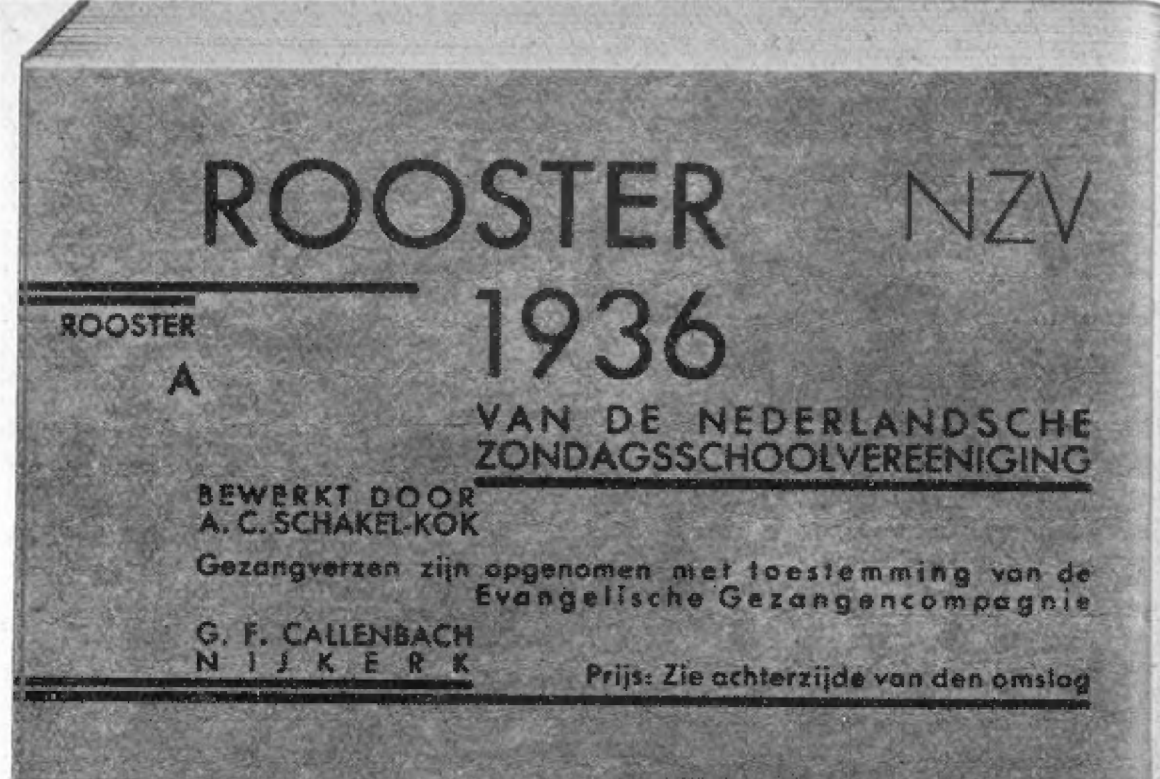 ROOSTER NZV
1936
ROOSTER
A
VAN DE NEDERLANDSCHE
ZONDAGSSCHOOLVEREENIGING
BEWERKT DOOR
A. C. SCHAKEL-KOK
Gezangverzen zijn opgenomen met toestemming van de
Evangelische Gezangencompagnie
G. F. CALLENBACH
NIJKERK
Prijs: Zie achterzijde van den omslag